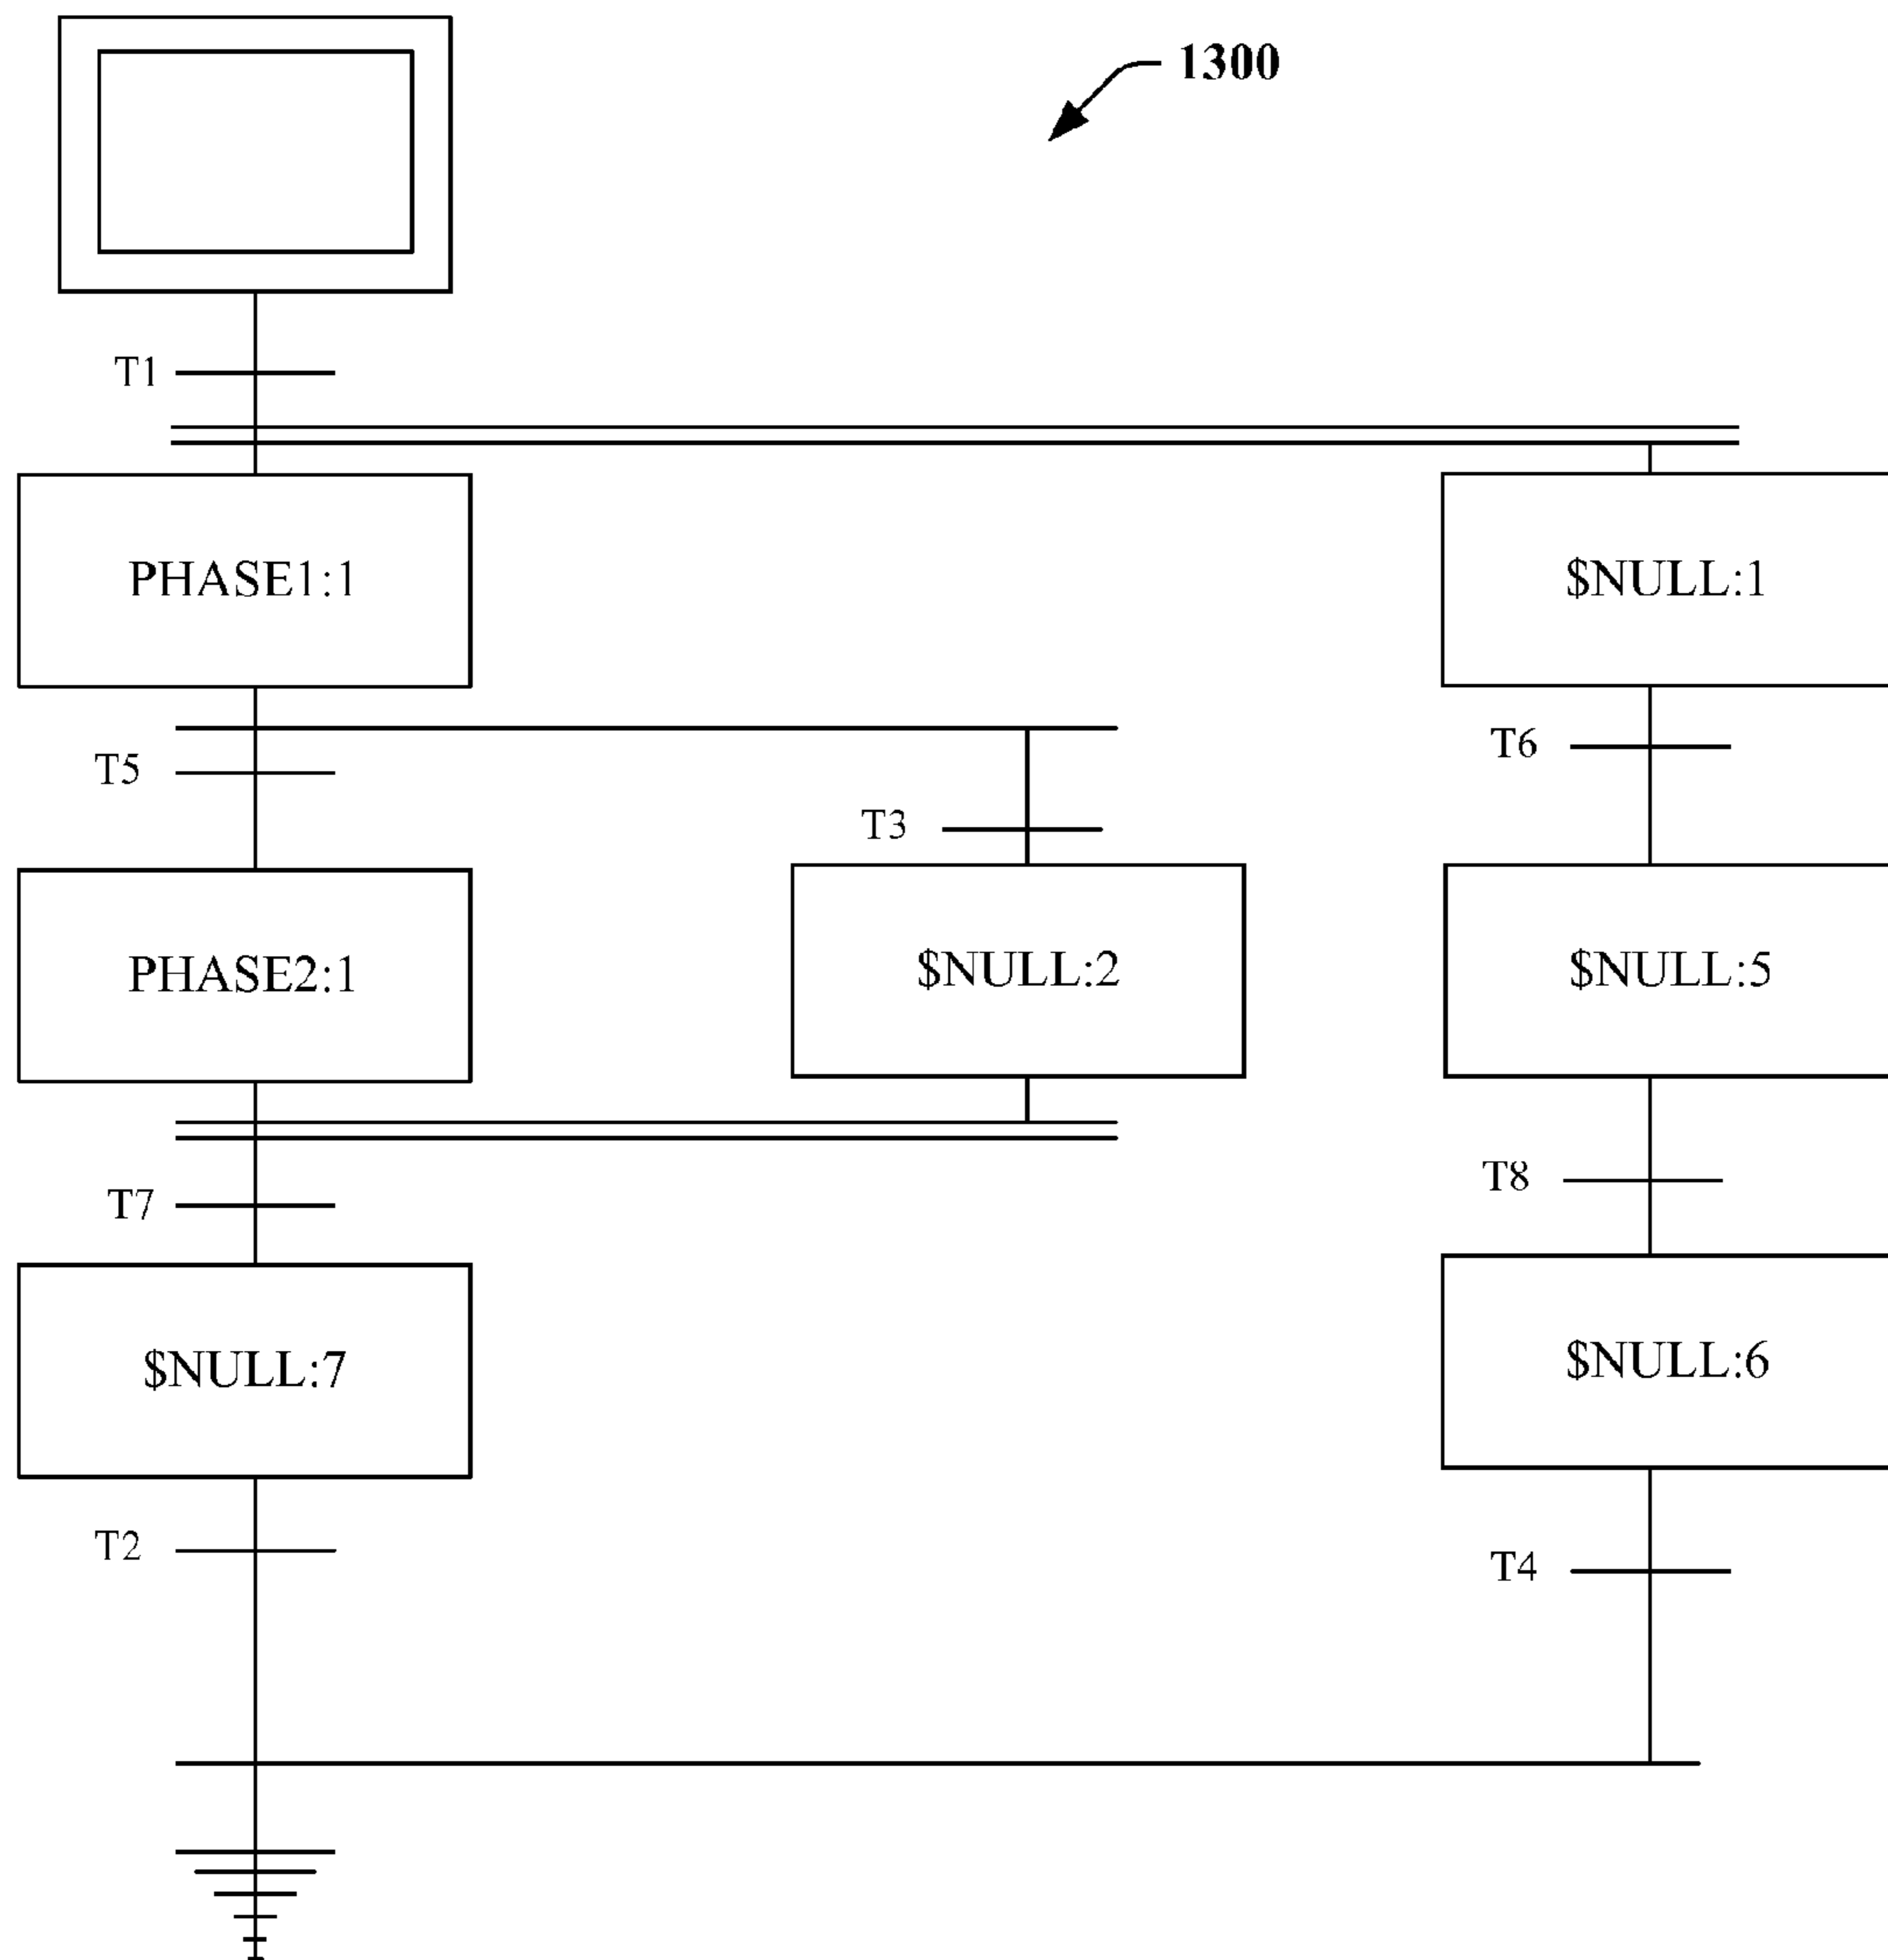 1300
T1
PHASE1:1
$NULL:1
T5
T6
T3
PHASE2:1
$NULL:2
$NULL:5
T7
T8
$NULL:7
$NULL:6
T2
T4